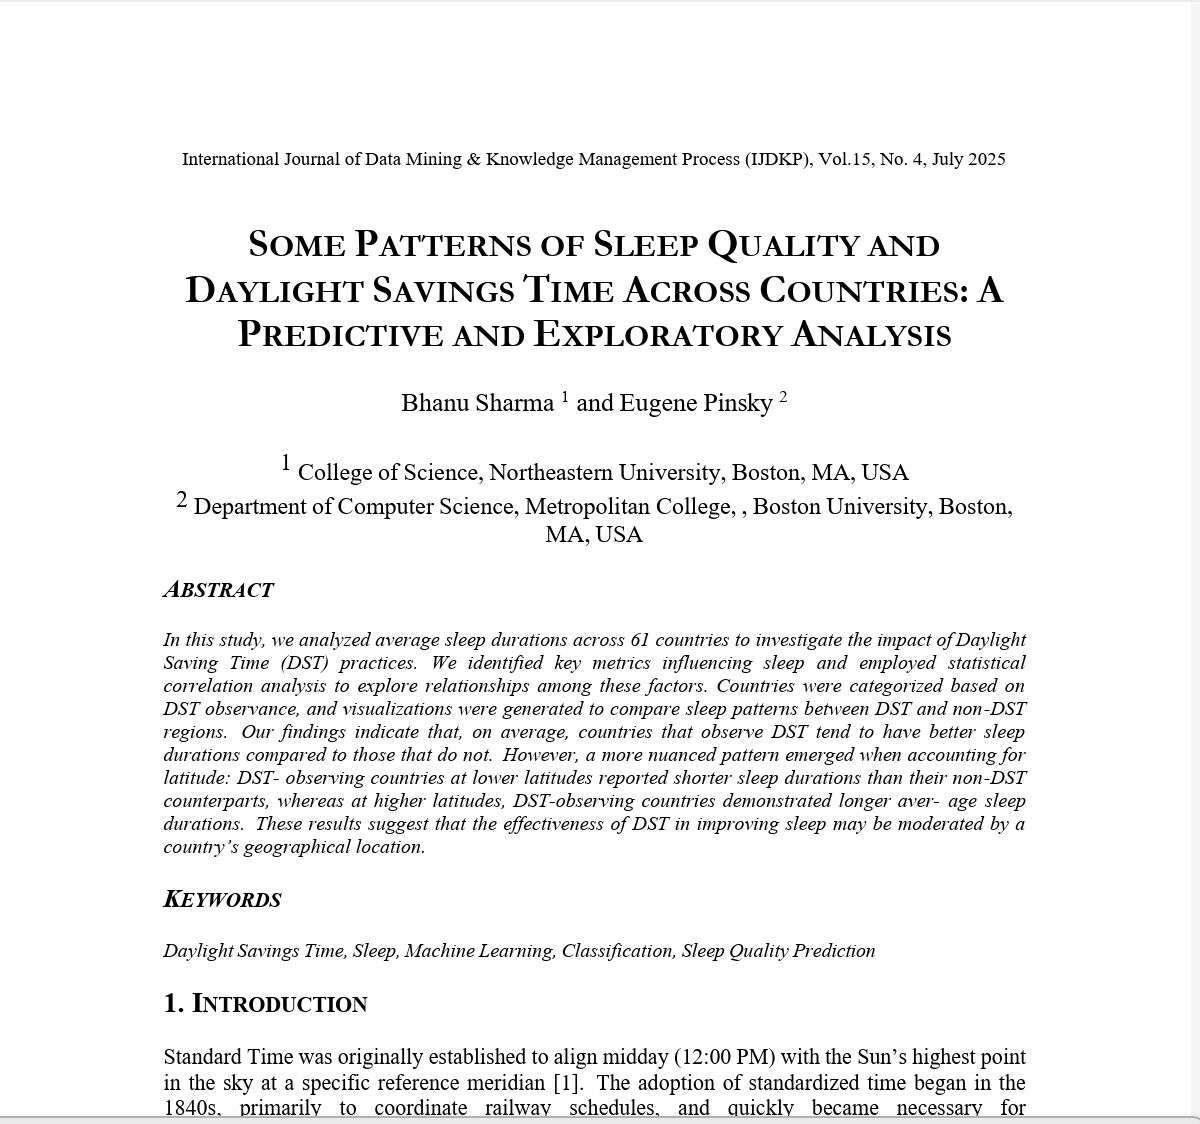 International Journal of Data Mining & Knowledge Management Process (IJDKP), Vol.15, No. 4, July 2025
SOME PATTERNS OF SLEEP QUALITY AND
DAYLIGHT SAVINGS TIME ACROSS COUNTRIES: A
PREDICTIVE AND EXPLORATORY ANALYSIS
Bhanu Sharma 1 and Eugene Pinsky 2
1 College of Science, Northeastern University, Boston, MA, USA
2 Department of Computer Science, Metropolitan College, , Boston University, Boston,
MA, USA
ABSTRACT
In this study, we analyzed average sleep durations across 61 countries to investigate the impact of Daylight
Saving Time (DST) practices. We identified key metrics influencing sleep and employed statistical
correlation analysis to explore relationships among these factors. Countries were categorized based on
DST observance, and visualizations were generated to compare sleep patterns between DST and non-DST
regions. Our findings indicate that, on average, countries that observe DST tend to have better sleep
durations compared to those that do not. However, a more nuanced pattern emerged when accounting for
latitude: DST- observing countries at lower latitudes reported shorter sleep durations than their non-DST
counterparts, whereas at higher latitudes, DST-observing countries demonstrated longer aver- age sleep
durations. These results suggest that the effectiveness of DST in improving sleep may be moderated by a
country's geographical location.
KEYWORDS
Daylight Savings Time, Sleep, Machine Learning, Classification, Sleep Quality Prediction
1. INTRODUCTION
Standard Time was originally established to align midday (12:00 PM) with the Sun's highest point
in the sky at a specific reference meridian [1]. The adoption of standardized time began in the
1840s, primarily to coordinate railway schedules, and quickly became necessary for